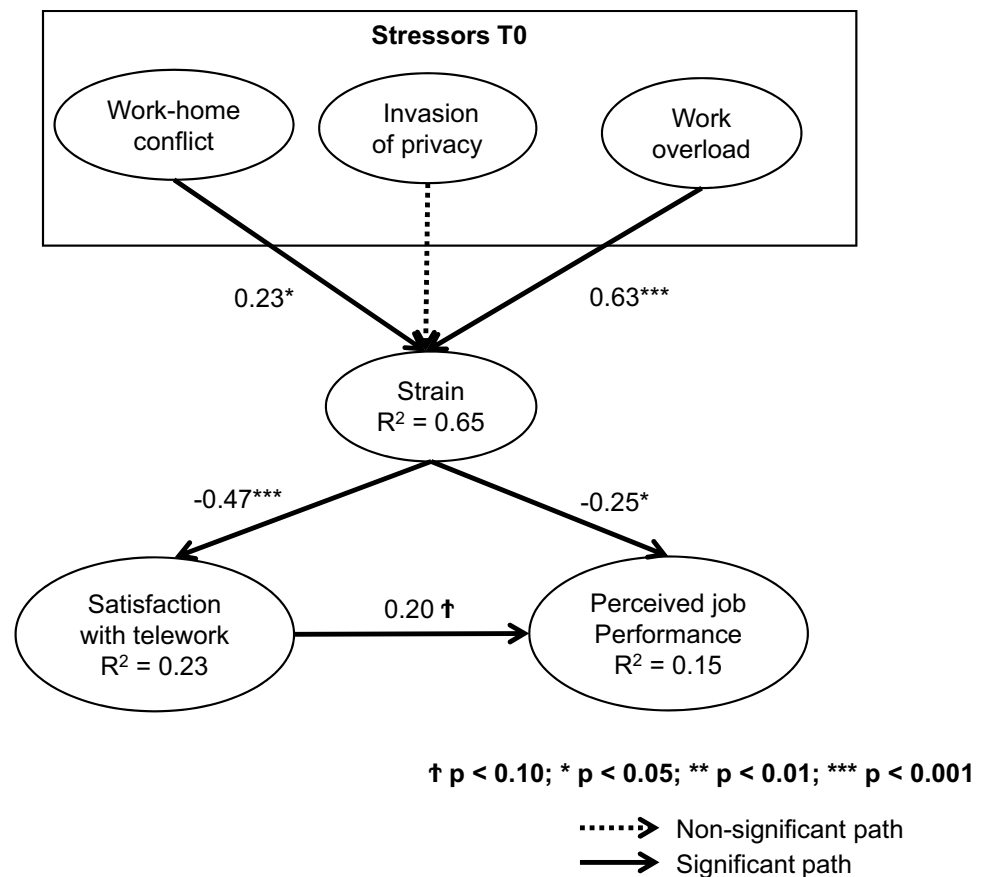 Stressors T0
Work-home
conflict
Invasion
of privacy
Work
overload
0.23*
0.63***
Strain
R² = 0.65
-0.47***
-0.25*
Satisfaction
with telework
R² = 0.23
0.20 †
Perceived job
Performance
R² = 0.15
† p < 0.10; * p < 0.05; ** p < 0.01; *** p < 0.001
Non-significant path
Significant path